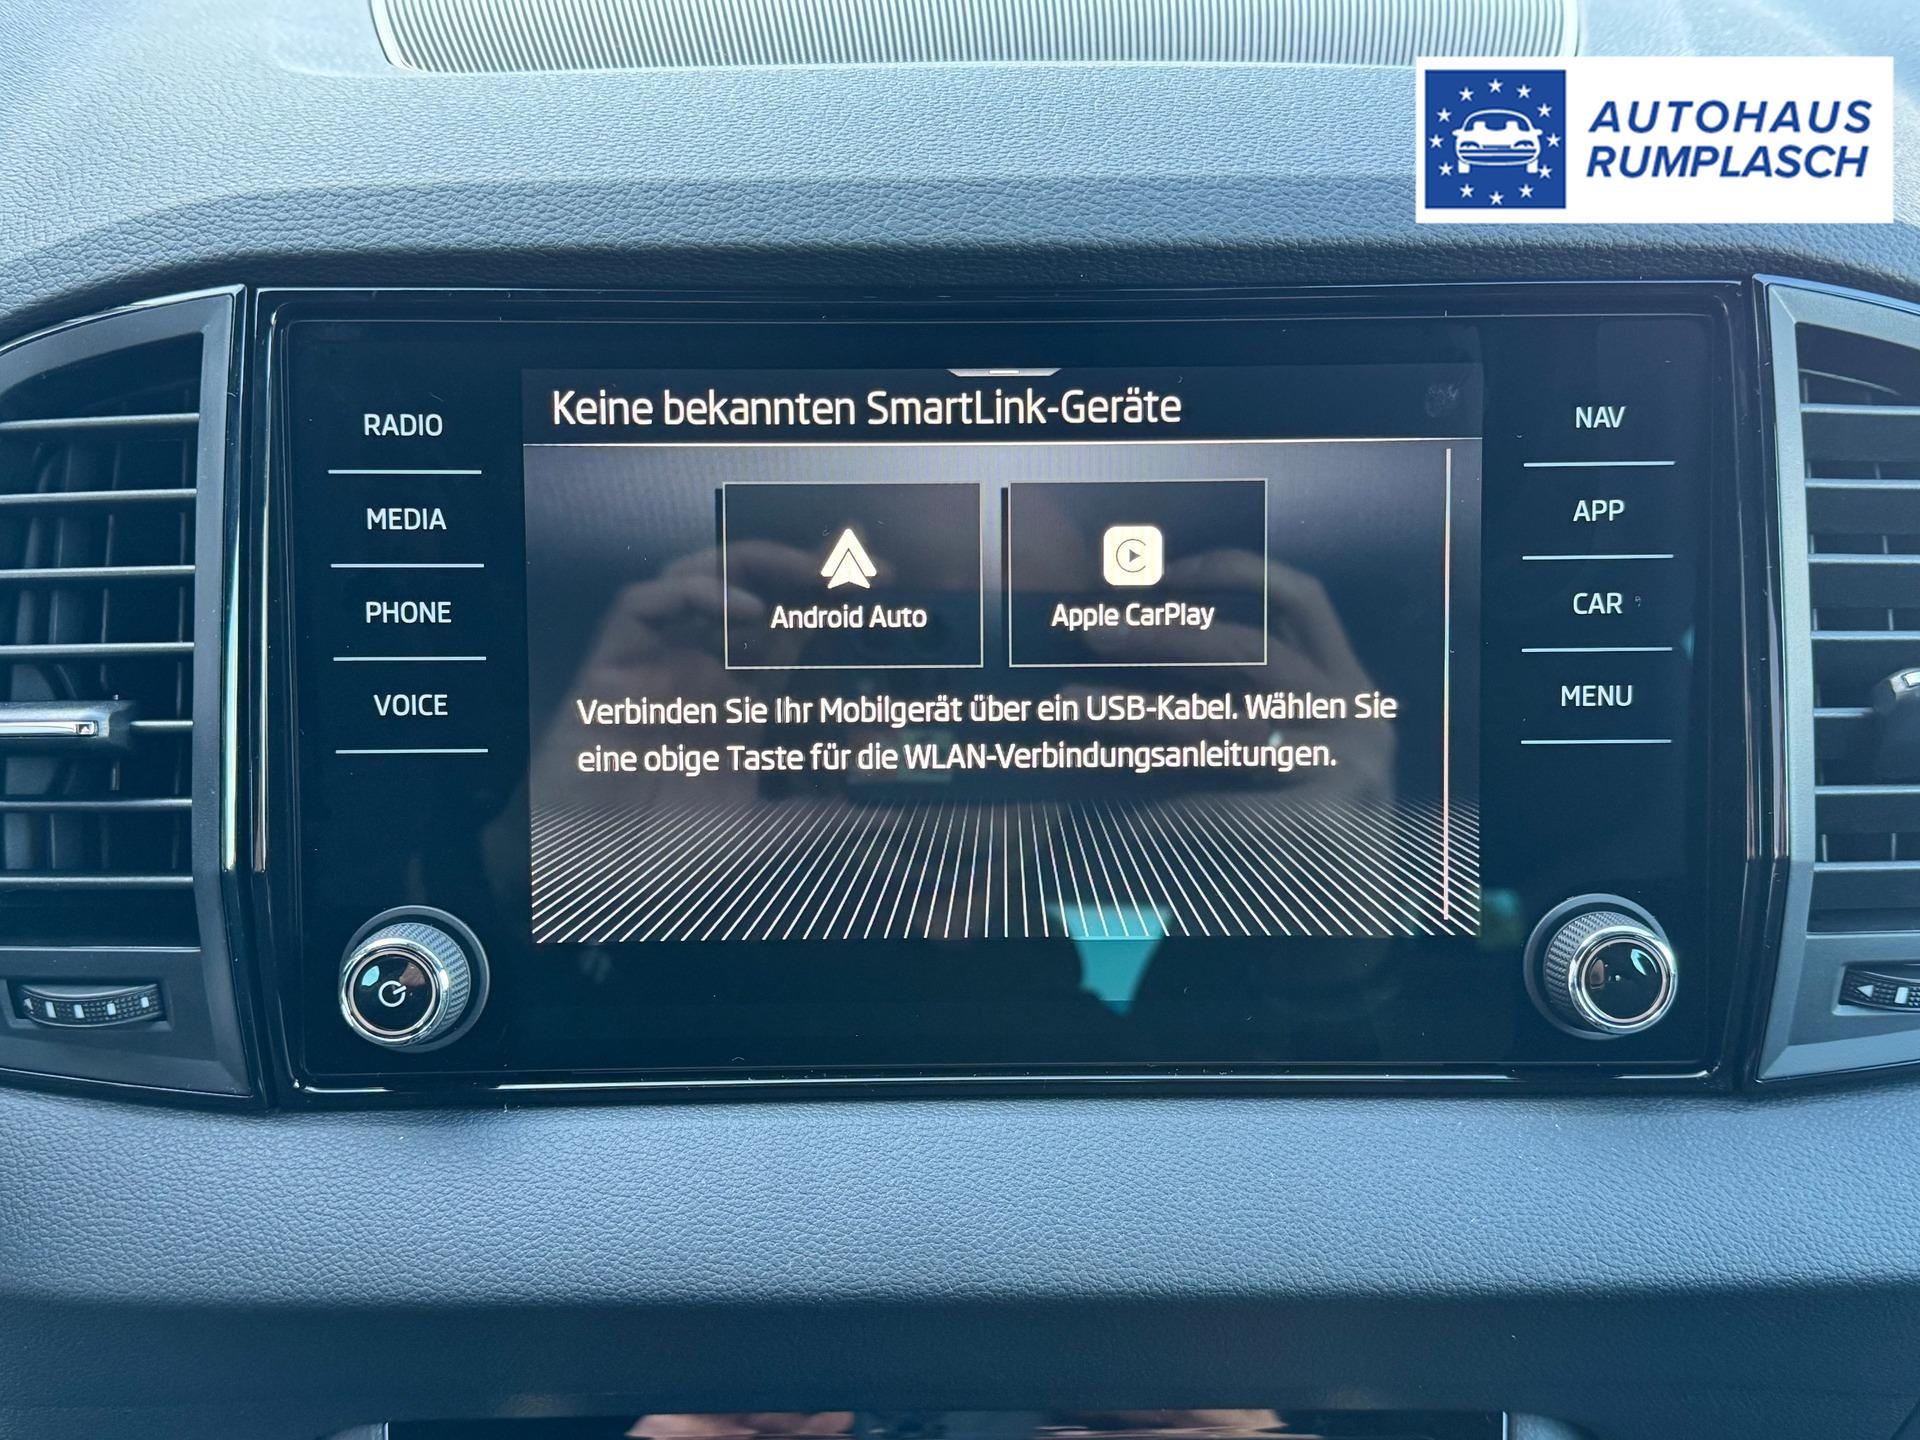 AUTOHAUS
RUMPLASCH
RADIO
MEDIA
PHONE
VOICE
Keine bekannten SmartLink-Geräte
Android Auto
Apple CarPlay
Verbinden Sie Ihr Mobilgerät über ein USB-Kabel. Wählen Sie
eine obige Taste für die WLAN-Verbindungsanleitungen.
NAV
APP
CAR
MENU